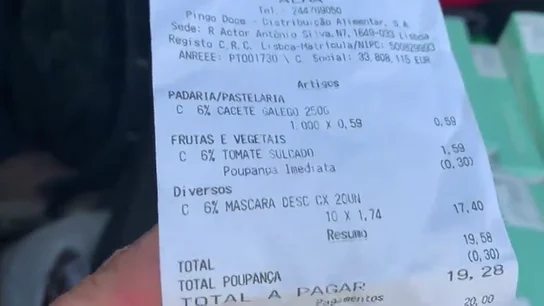 Tel.: 244769050
Pingo Doce - Distribuição Alimentar, S.A.
Sede: R Actor António Silva,N7,1649-033 Lisboa
Registo C.R.C. Lisboa-Matrícula/NIPC: 500829993
ANREEE: PT001730 \ C. Social: 33,808,115 EUR
Artigos
PADARIA/PASTELARIA
C 6% CACETE GALEGO 250G
1.000 X 0,59 0,59
FRUTAS E VEGETAIS
C 6% TOMATE SULCADO 1,59
Poupança Imediata (0,30)
Diversos
C 6% MASCARA DESC CX 20UN
10 X 1,74 17,40
Resumo
TOTAL 19,58
TOTAL POUPANÇA (0,30)
TOTAL A PAGAR 19,28
Pagamentos
20,00